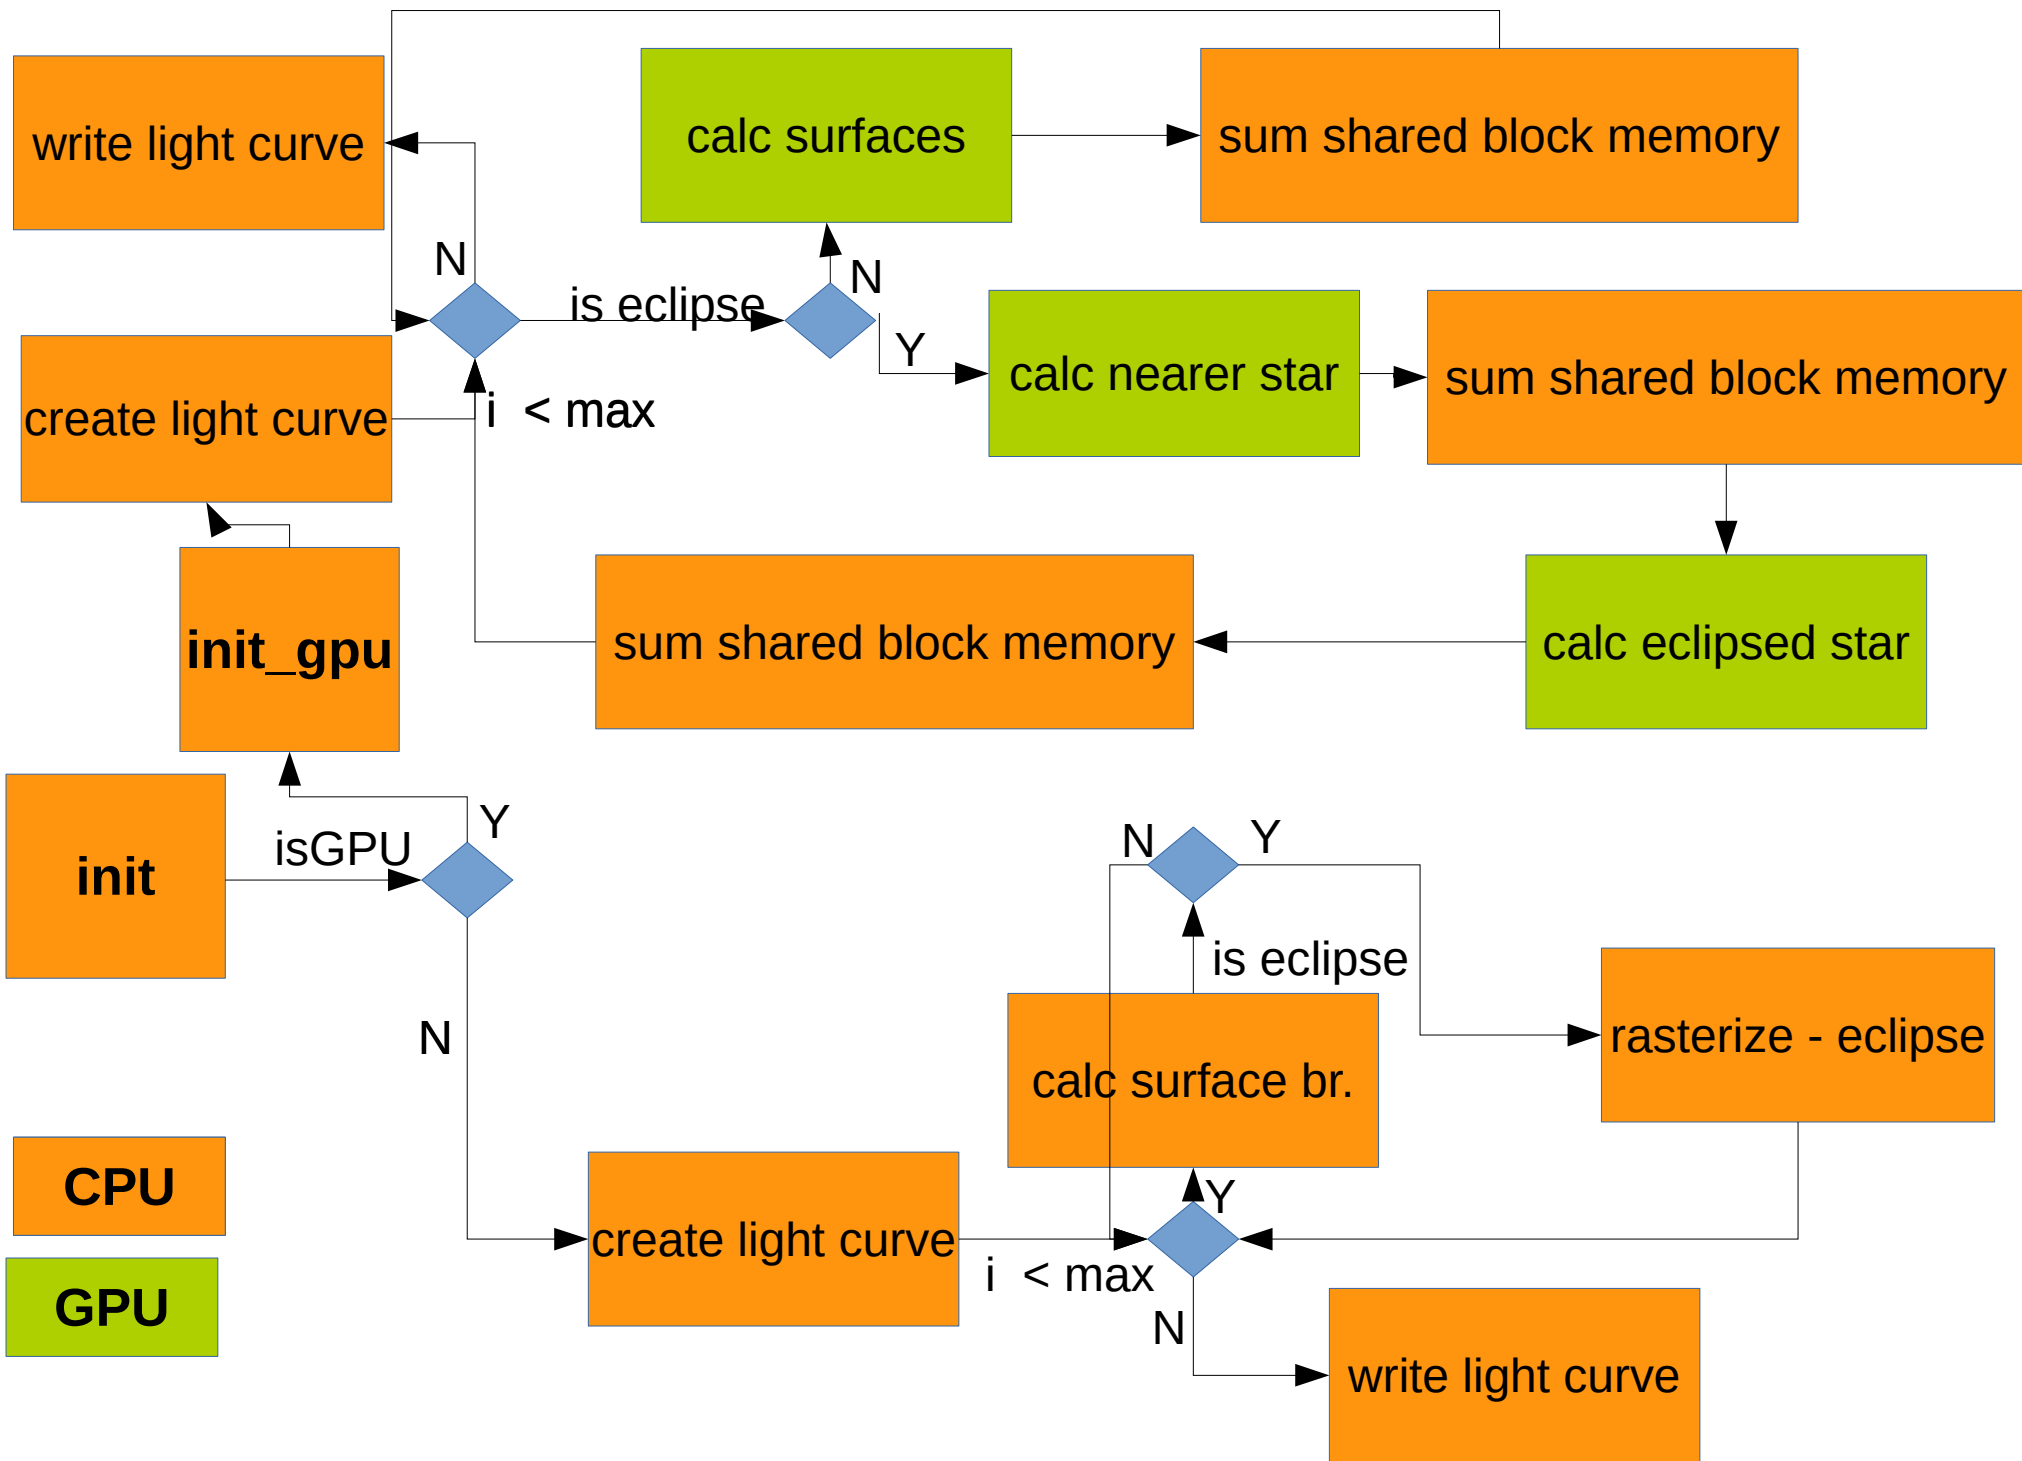 write light curve
calc surfaces
sum shared block memory
N
is eclipse
N
Y
calc nearer star
sum shared block memory
create light curve
i  < max
init_gpu
sum shared block memory
calc eclipsed star
init
isGPU
Y
N
N
Y
is eclipse
calc surface br.
rasterize - eclipse
CPU
GPU
create light curve
Y
i  < max
N
write light curve